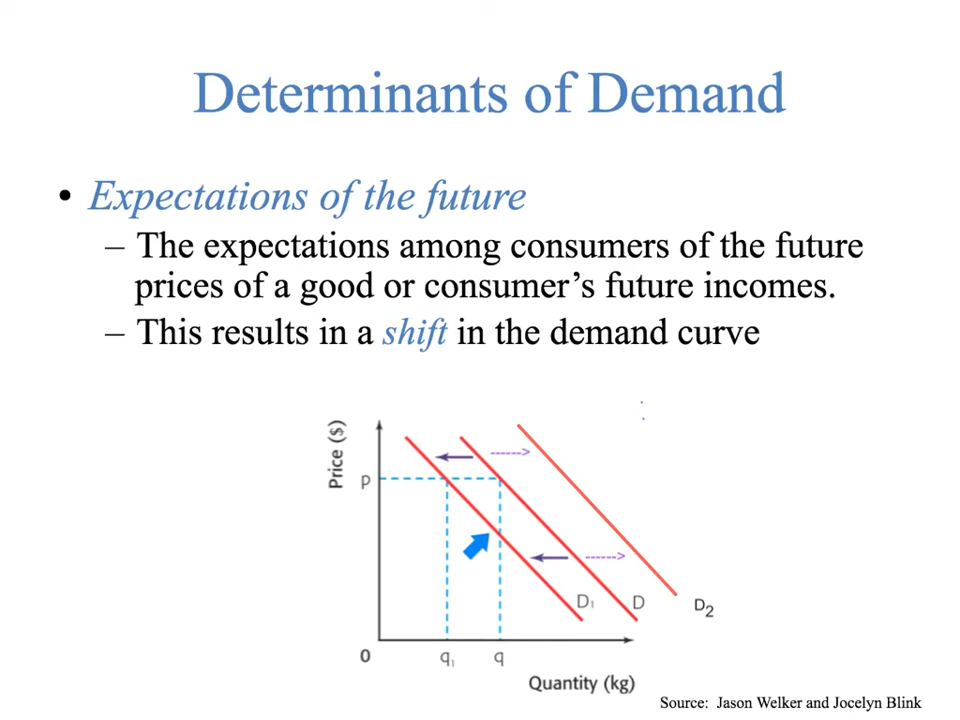 Determinants of Demand
• Expectations of the future
– The expectations among consumers of the future
prices of a good or consumer's future incomes.
– This results in a shift in the demand curve
Price ($)
P
D₁
D
D₂
0
q₁
q
Quantity (kg)
Source: Jason Welker and Jocelyn Blink